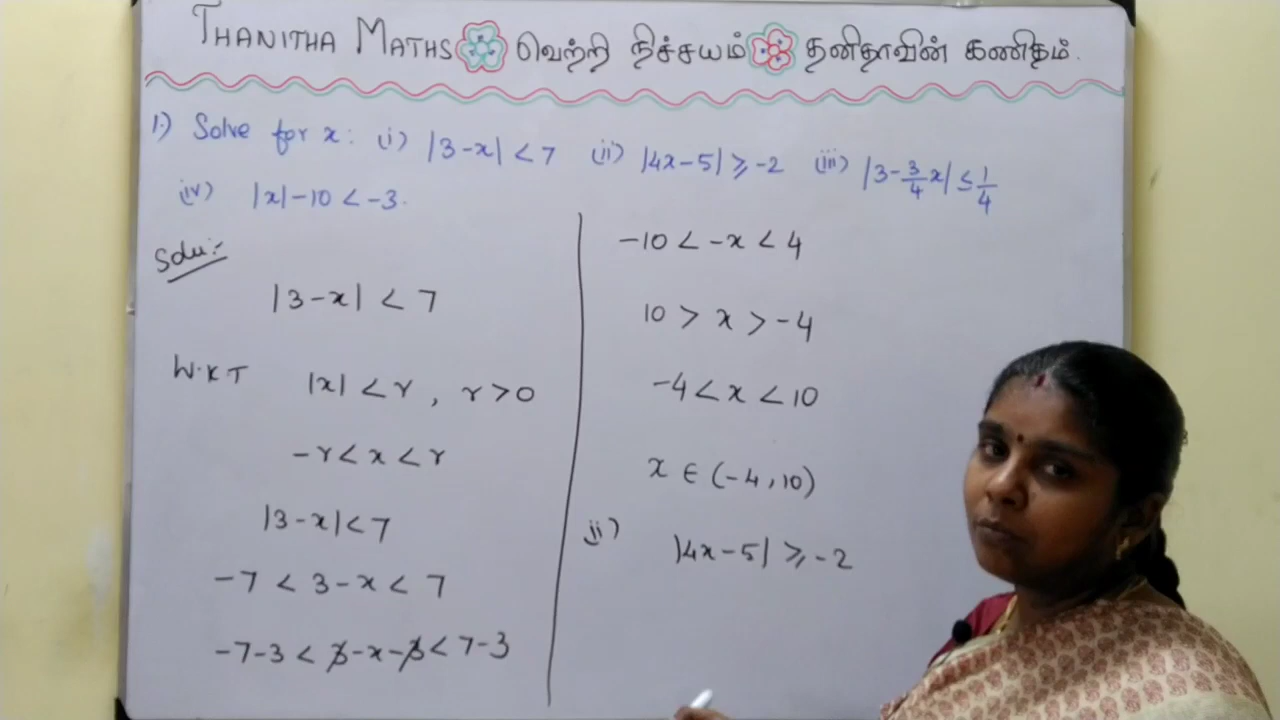 THANITHA MATHS வெற்றி நிச்சயம் தனிதாவின் கணிதம்.
1.) Solve for x: (i) |3-x| < 7 (ii) |4x-5| ≥ -2 (iii) |3-3/4x| ≤ 1/4
(iv) |x|-10 < -3.
Solu:-
|3-x| < 7
W.K.T |x| < r, r > 0
-r < x < r
|3-x| < 7
-7 < 3-x < 7
-7-3 < 3-x-3 < 7-3
-10 < -x < 4
10 > x > -4
-4 < x < 10
x ∈ (-4, 10)
ii) |4x-5| ≥ -2